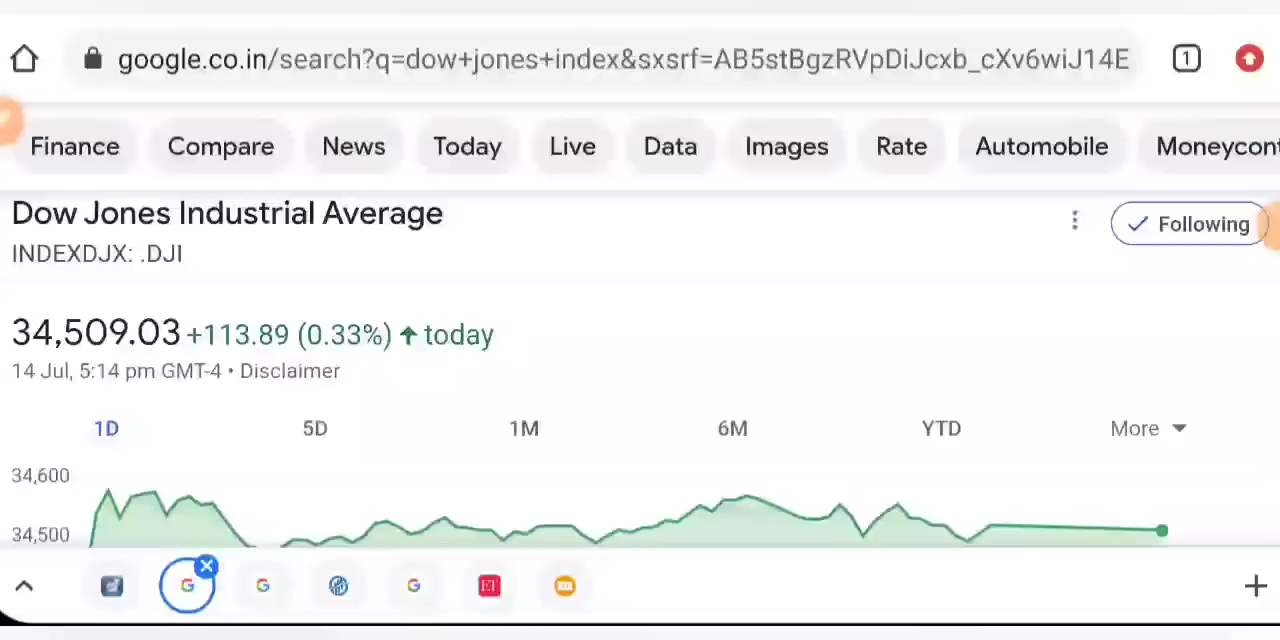 google.co.in/search?q=dow+jones+index&sxsrf=AB5stBgzRVpDiJcxb_cXv6wiJ14E
1
Finance Compare News Today Live Data Images Rate Automobile Moneycont
Dow Jones Industrial Average
Following
INDEXDJX: .DJI
34,509.03 +113.89 (0.33%) ↑ today
14 Jul, 5:14 pm GMT-4 • Disclaimer
1D 5D 1M 6M YTD More
34,600
34,500
ET